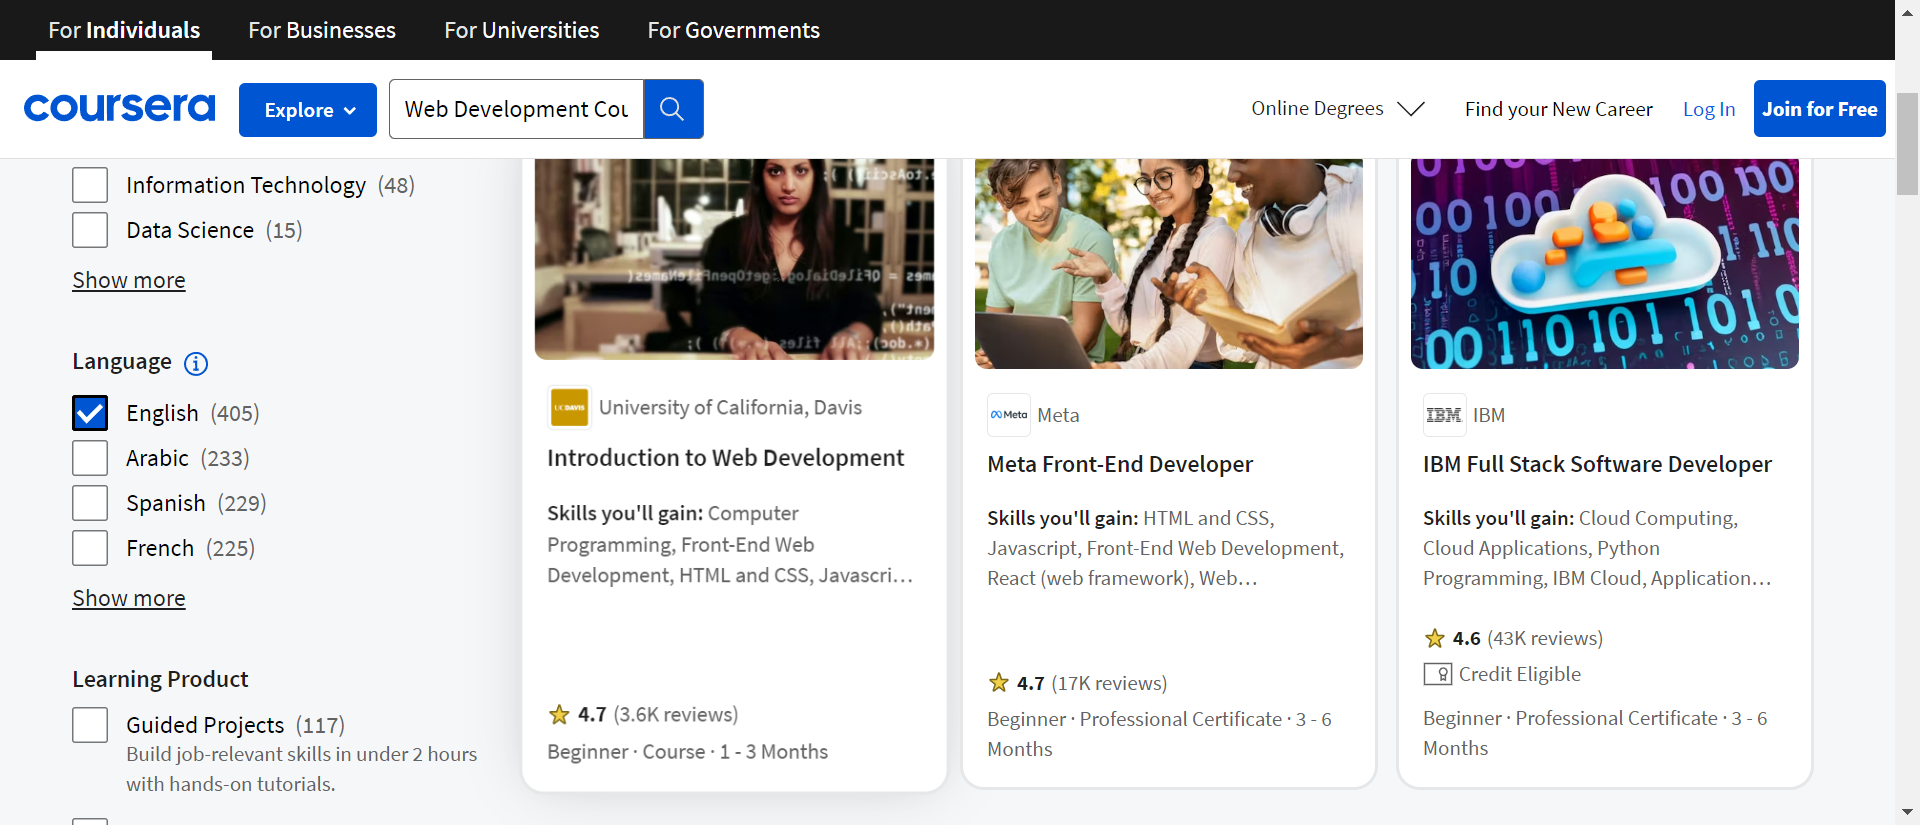 For Individuals
For Businesses
For Universities
For Governments
coursera
Explore
Web Development Cou
Online Degrees
Find your New Career
Log In
Join for Free
Information Technology (48)
Data Science (15)
Show more
Language
English (405)
Arabic (233)
Spanish (229)
French (225)
Show more
Learning Product
Guided Projects (117)
Build job-relevant skills in under 2 hours
with hands-on tutorials.
UCDAVIS
University of California, Davis
Introduction to Web Development
Skills you'll gain: Computer
Programming, Front-End Web
Development, HTML and CSS, Javascri...
4.7 (3.6K reviews)
Beginner · Course · 1 - 3 Months
Meta
Meta
Meta Front-End Developer
Skills you'll gain: HTML and CSS,
Javascript, Front-End Web Development,
React (web framework), Web...
4.7 (17K reviews)
Beginner · Professional Certificate · 3 - 6
Months
IBM
IBM
IBM Full Stack Software Developer
Skills you'll gain: Cloud Computing,
Cloud Applications, Python
Programming, IBM Cloud, Application...
4.6 (43K reviews)
Credit Eligible
Beginner · Professional Certificate · 3 - 6
Months